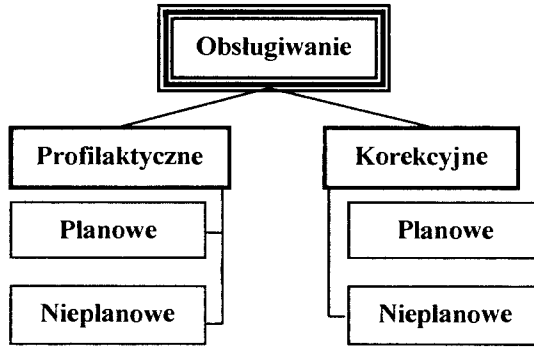 Obsługiwanie
Profilaktyczne
Korekcyjne
Planowe
Planowe
Nieplanowe
Nieplanowe